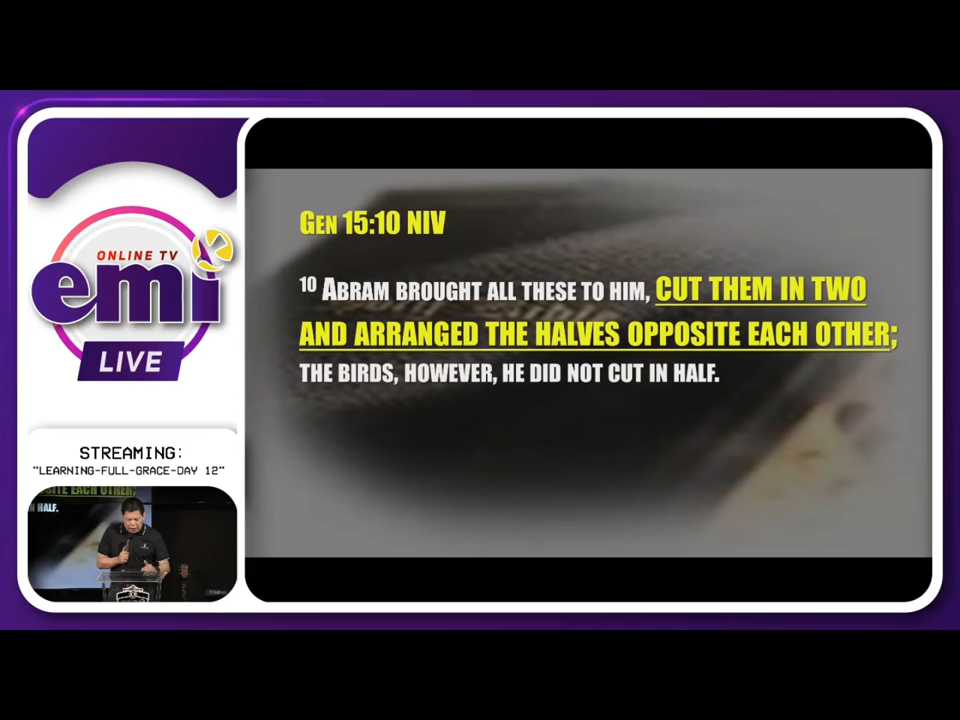 ONLINE TV
emi
LIVE
STREAMING:
"LEARNING-FULL-GRACE-DAY 12"
SITE EACH OTHER;
N HALF.
GEN 15:10 NIV
10 ABRAM BROUGHT ALL THESE TO HIM, CUT THEM IN TWO
AND ARRANGED THE HALVES OPPOSITE EACH OTHER;
THE BIRDS, HOWEVER, HE DID NOT CUT IN HALF.